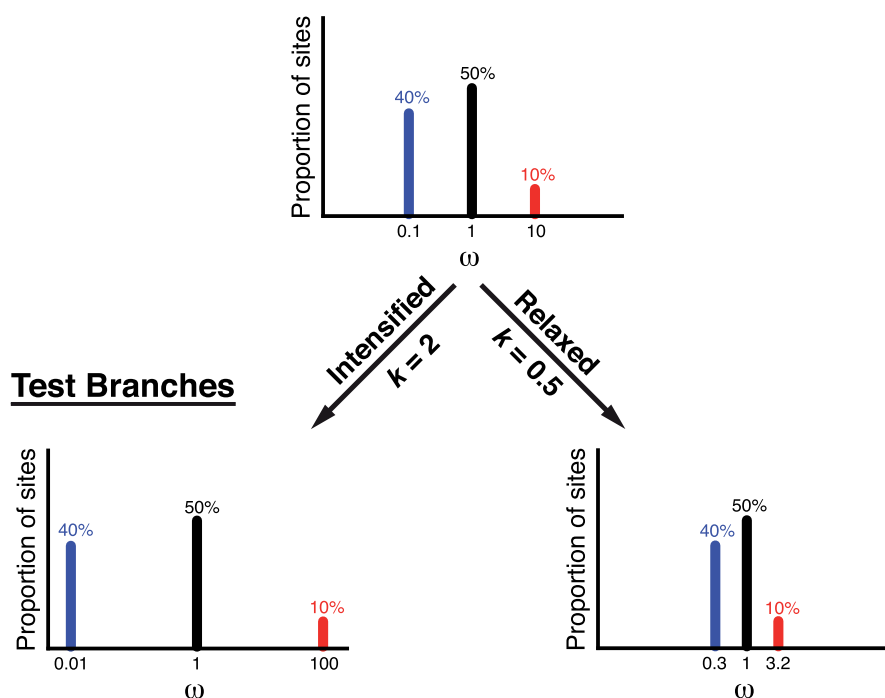 Proportion of sites
40%
50%
10%
0.1 1 10
ω
Intensified
k = 2
Relaxed
k = 0.5
Test Branches
Proportion of sites
40%
50%
10%
0.01 1 100
ω
Proportion of sites
40%
50%
10%
0.3 1 3.2
ω